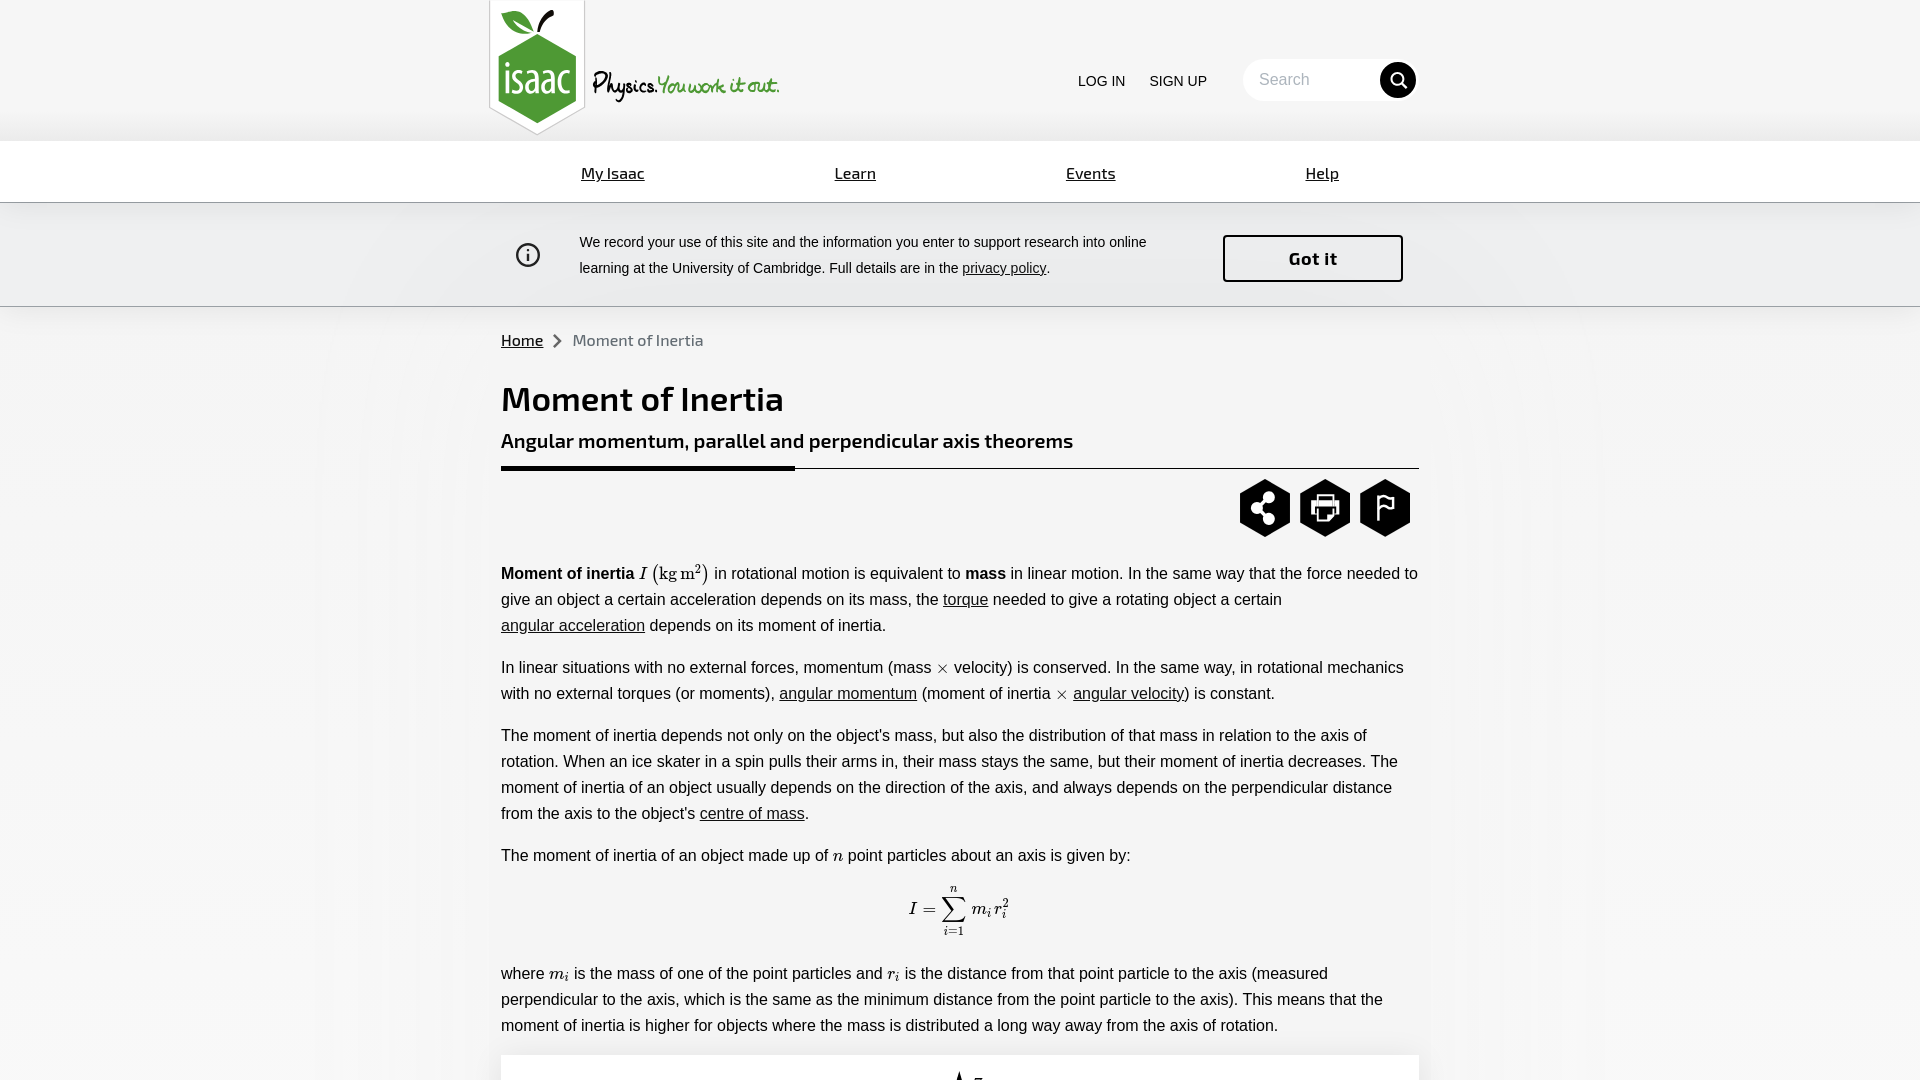 isaac
Physics. You work it out.
LOG IN
SIGN UP
Search
My Isaac
Learn
Events
Help
We record your use of this site and the information you enter to support research into online
learning at the University of Cambridge. Full details are in the privacy policy.
Got it
Home
Moment of Inertia
Moment of Inertia
Angular momentum, parallel and perpendicular axis theorems
Moment of inertia I (kg m²) in rotational motion is equivalent to mass in linear motion. In the same way that the force needed to
give an object a certain acceleration depends on its mass, the torque needed to give a rotating object a certain
angular acceleration depends on its moment of inertia.
In linear situations with no external forces, momentum (mass × velocity) is conserved. In the same way, in rotational mechanics
with no external torques (or moments), angular momentum (moment of inertia × angular velocity) is constant.
The moment of inertia depends not only on the object's mass, but also the distribution of that mass in relation to the axis of
rotation. When an ice skater in a spin pulls their arms in, their mass stays the same, but their moment of inertia decreases. The
moment of inertia of an object usually depends on the direction of the axis, and always depends on the perpendicular distance
from the axis to the object's centre of mass.
The moment of inertia of an object made up of n point particles about an axis is given by:
I = ∑_{i=1}^{n} m_i r_i^2
where m_i is the mass of one of the point particles and r_i is the distance from that point particle to the axis (measured
perpendicular to the axis, which is the same as the minimum distance from the point particle to the axis). This means that the
moment of inertia is higher for objects where the mass is distributed a long way away from the axis of rotation.